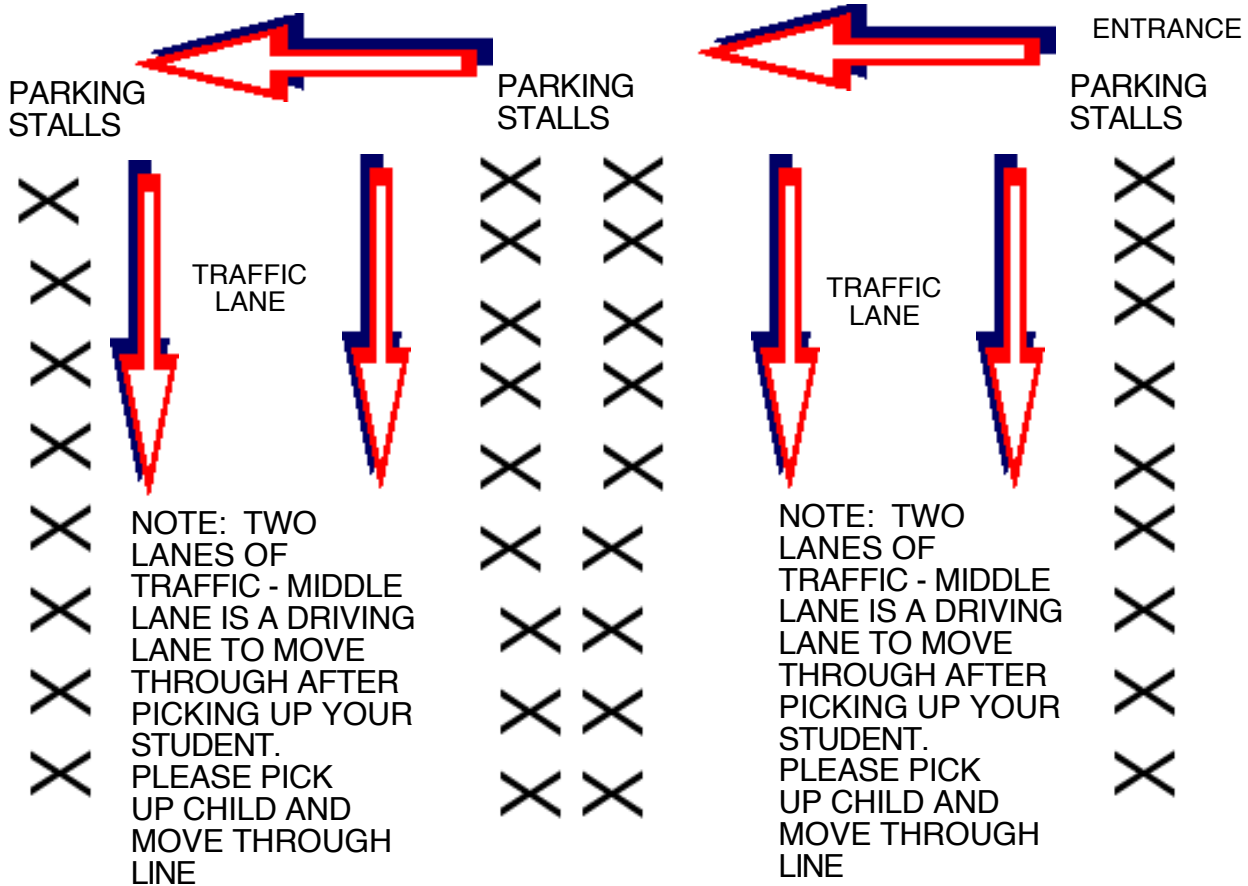 ENTRANCE
PARKING
STALLS
PARKING
STALLS
PARKING
STALLS
TRAFFIC
LANE
TRAFFIC
LANE
NOTE: TWO
LANES OF
TRAFFIC - MIDDLE
LANE IS A DRIVING
LANE TO MOVE
THROUGH AFTER
PICKING UP YOUR
STUDENT.
PLEASE PICK
UP CHILD AND
MOVE THROUGH
LINE
NOTE: TWO
LANES OF
TRAFFIC - MIDDLE
LANE IS A DRIVING
LANE TO MOVE
THROUGH AFTER
PICKING UP YOUR
STUDENT.
PLEASE PICK
UP CHILD AND
MOVE THROUGH
LINE